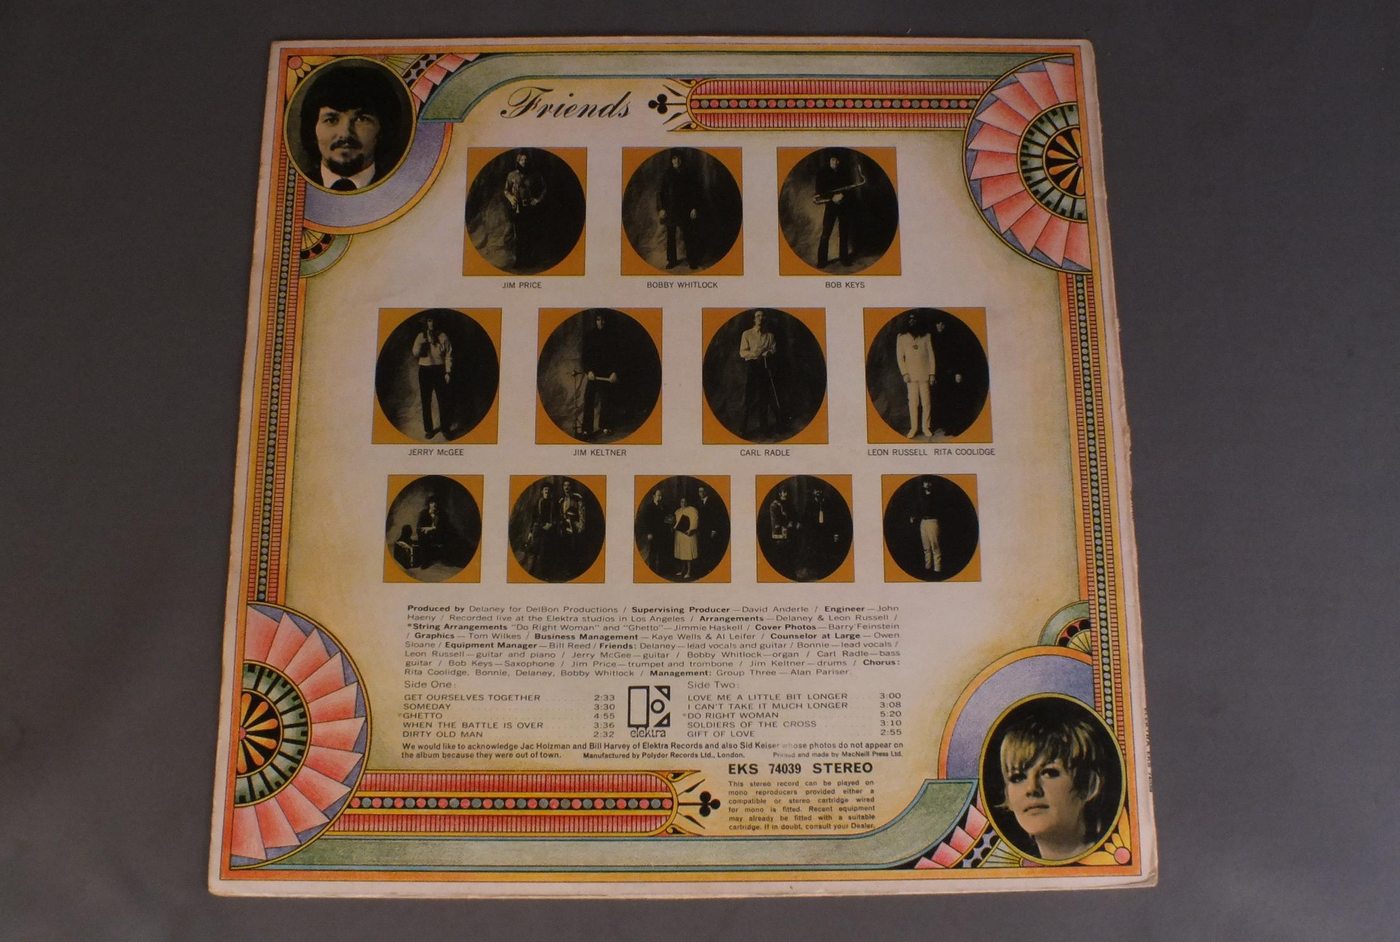 Friends
JIM PRICE
BOBBY WHITLOCK
BOB KEYS
JERRY McGEE
JIM KELTNER
CARL RADLE
LEON RUSSELL RITA COOLIDGE
Produced by Delaney for DelBon Productions / Supervising Producer—David Anderle / Engineer—John
Haeny / Recorded live at the Elektra studios in Los Angeles / Arrangements—Delaney & Leon Russell /
*String Arrangements "Do Right Woman" and "Ghetto"—Jimmie Haskell / Cover Photos—Barry Feinstein
/ Graphics—Tom Wilkes / Business Management—Kaye Wells & Al Leifer / Counselor at Large—Owen
Sloane / Equipment Manager—Bill Reed / Friends: Delaney—lead vocals and guitar / Bonnie—lead vocals /
Leon Russell—guitar and piano / Jerry McGee—guitar / Bobby Whitlock—organ / Carl Radle—bass
guitar / Bob Keys—Saxophone / Jim Price—trumpet and trombone / Jim Keltner—drums / Chorus:
Rita Coolidge, Bonnie, Delaney, Bobby Whitlock / Management: Group Three—Alan Pariser.
Side One:
GET OURSELVES TOGETHER 2:33
SOMEDAY 3:30
*GHETTO 4:55
WHEN THE BATTLE IS OVER 3:36
DIRTY OLD MAN 2:32
elektra
Side Two:
LOVE ME A LITTLE BIT LONGER 3:00
I CAN'T TAKE IT MUCH LONGER 3:08
*DO RIGHT WOMAN 5:20
SOLDIERS OF THE CROSS 3:10
GIFT OF LOVE 2:55
We would like to acknowledge Jac Holzman and Bill Harvey of Elektra Records and also Sid Keiser whose photos do not appear on
the album because they were out of town. Manufactured by Polydor Records Ltd., London. Printed and made by MacNeill Press Ltd.
EKS 74039 STEREO
This stereo record can be played on
mono reproducers provided either a
compatible or stereo cartridge wired
for mono is fitted. Recent equipment
may already be fitted with a suitable
cartridge. If in doubt, consult your Dealer.